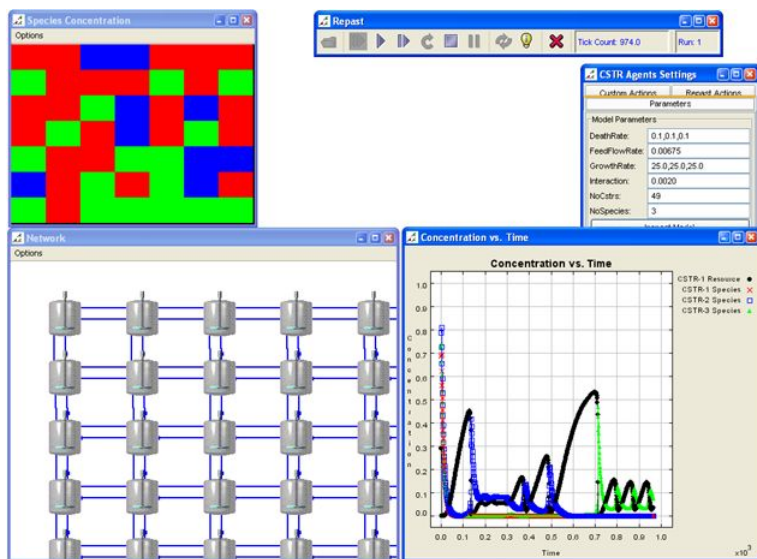 Species Concentration
Options
Repast
Tick Count: 974.0
Run: 1
CSTR Agents Settings
Custom Actions
Repast Actions
Parameters
Model Parameters
DeathRate: 0.1,0.1,0.1
FeedFlowRate: 0.00675
GrowthRate: 25.0,25.0,25.0
Interaction: 0.0020
NoCstrs: 49
NoSpecies: 3
Inspect Model
Network
Options
Concentration vs. Time
Concentration vs. Time
CSTR-1 Resource
CSTR-1 Species
CSTR-2 Species
CSTR-3 Species
Concentration
1.0
0.9
0.8
0.7
0.6
0.5
0.4
0.3
0.2
0.1
0.0
0.0 0.1 0.2 0.3 0.4 0.5 0.6 0.7 0.8 0.9 1.0
Time
x10³